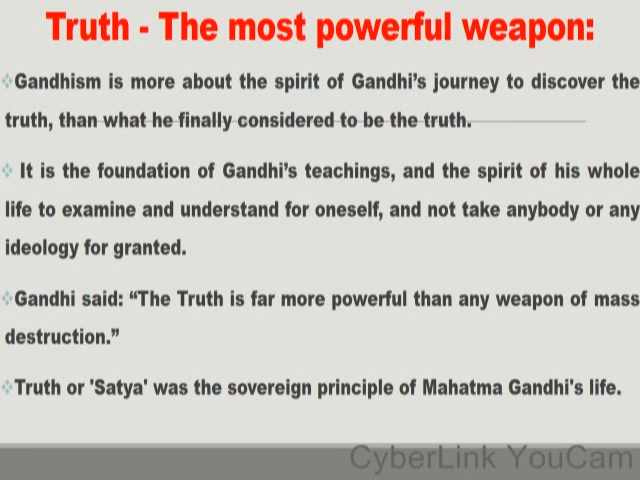 Truth - The most powerful weapon:
Gandhism is more about the spirit of Gandhi's journey to discover the
truth, than what he finally considered to be the truth.
It is the foundation of Gandhi's teachings, and the spirit of his whole
life to examine and understand for oneself, and not take anybody or any
ideology for granted.
Gandhi said: “The Truth is far more powerful than any weapon of mass
destruction.”
Truth or 'Satya' was the sovereign principle of Mahatma Gandhi's life.
CyberLink YouCam